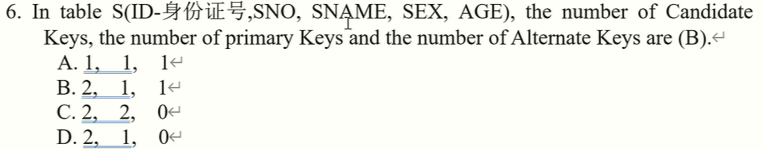 6. In table S(ID-身份证号,SNO, SNAME, SEX, AGE), the number of Candidate
Keys, the number of primary Keys and the number of Alternate Keys are (B).↵
A. 1, 1, 1↵
B. 2, 1, 1↵
C. 2, 2, 0↵
D. 2, 1, 0↵